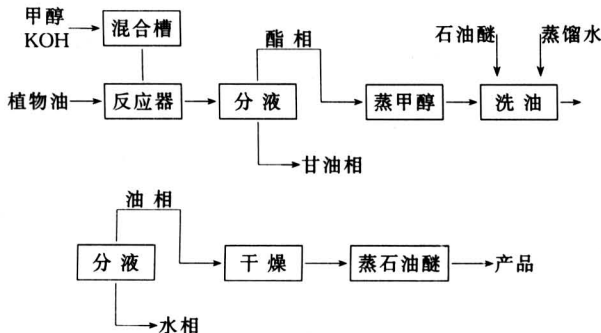 甲醇
KOH
混合槽
酯相
石油醚
蒸馏水
植物油
反应器
分液
蒸甲醇
洗油
甘油相
油相
分液
干燥
蒸石油醚
产品
水相